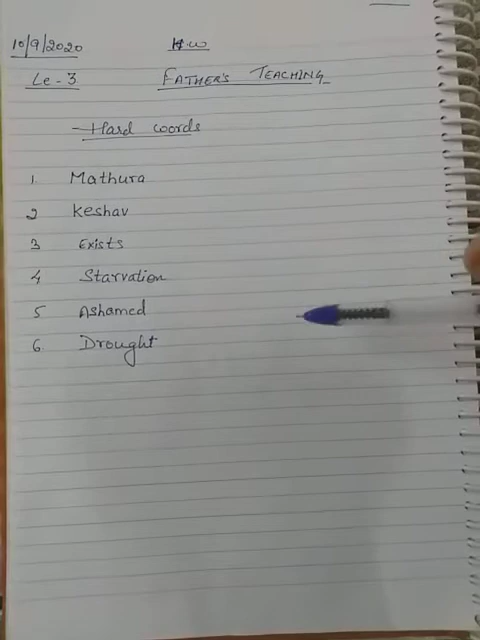 10/9/2020 H.W
Le-3 FATHER'S TEACHING
Hard words
1. Mathura
2 Keshav
3 Exists
4 Starvation
5 Ashamed
6 Drought